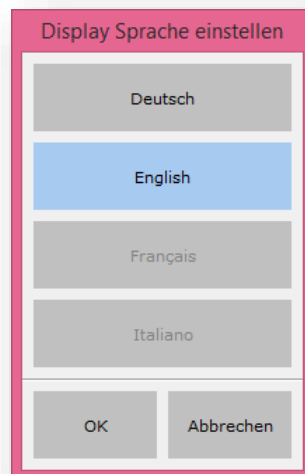 Display Sprache einstellen
Deutsch
English
Français
Italiano
OK Abbrechen